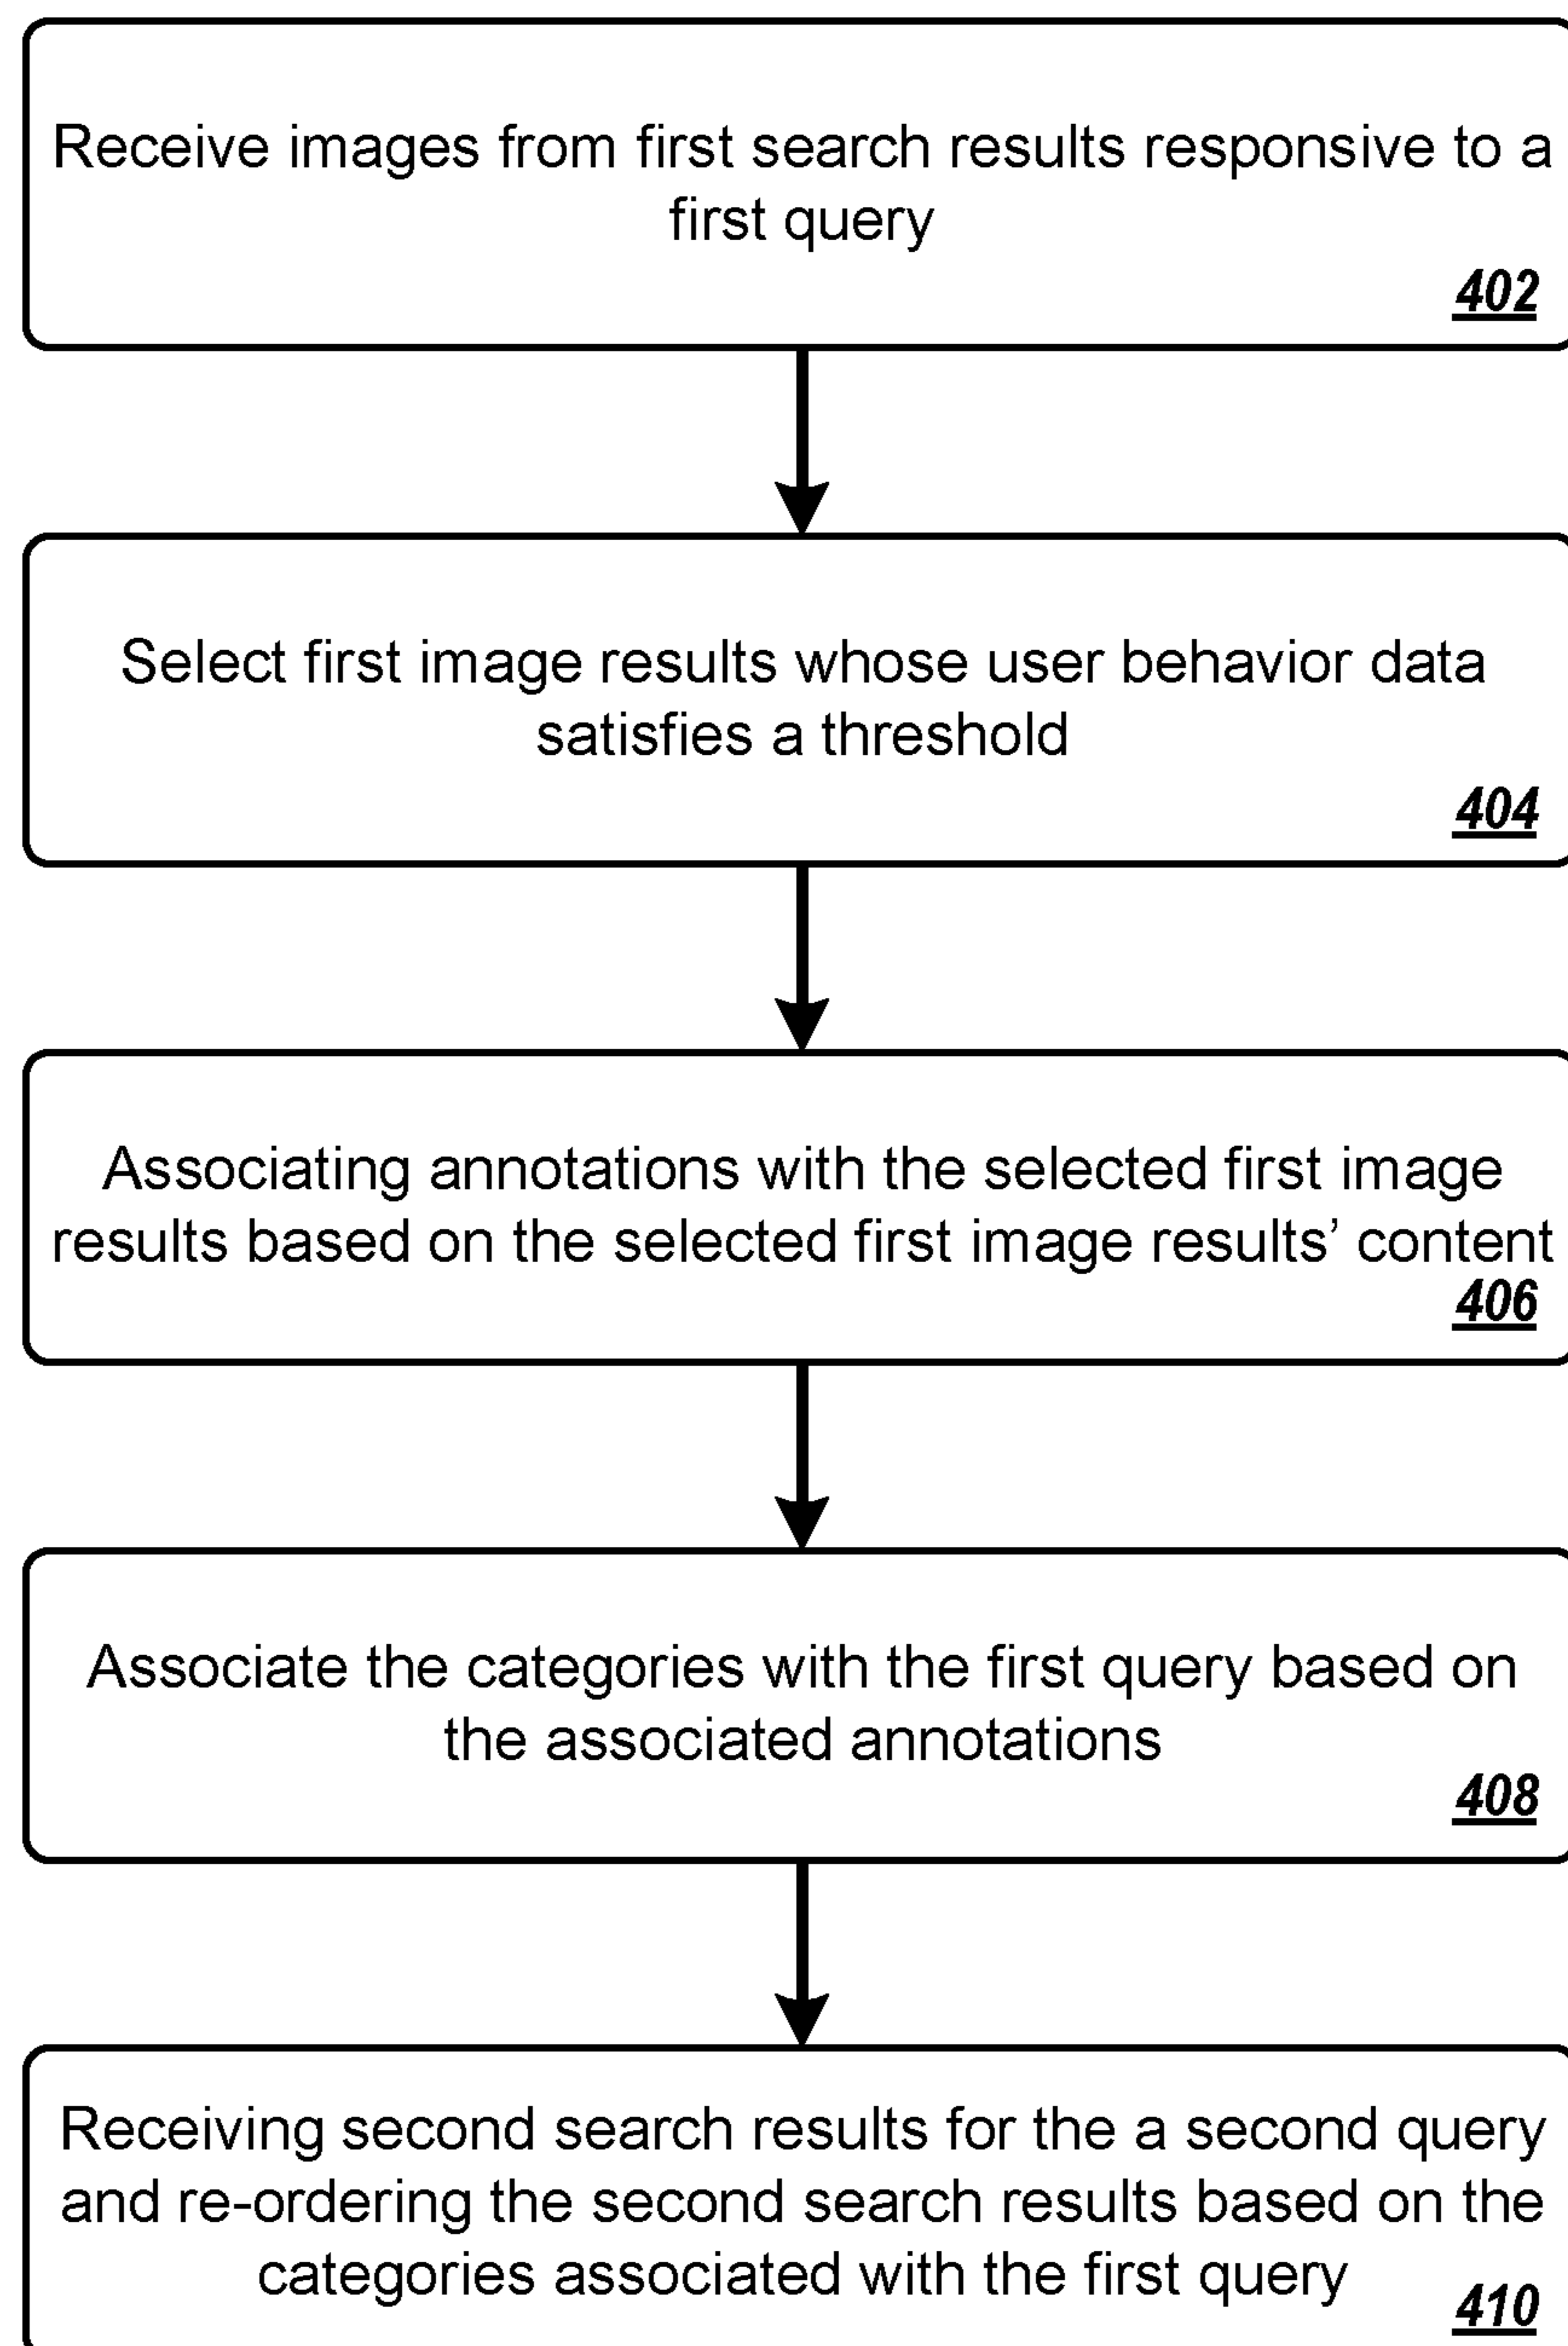 Receive images from first search results responsive to a
first query
402
Select first image results whose user behavior data
satisfies a threshold
404
Associating annotations with the selected first image
results based on the selected first image results’ content
406
Associate the categories with the first query based on
the associated annotations
408
Receiving second search results for the a second query
and re-ordering the second search results based on the
categories associated with the first query
410